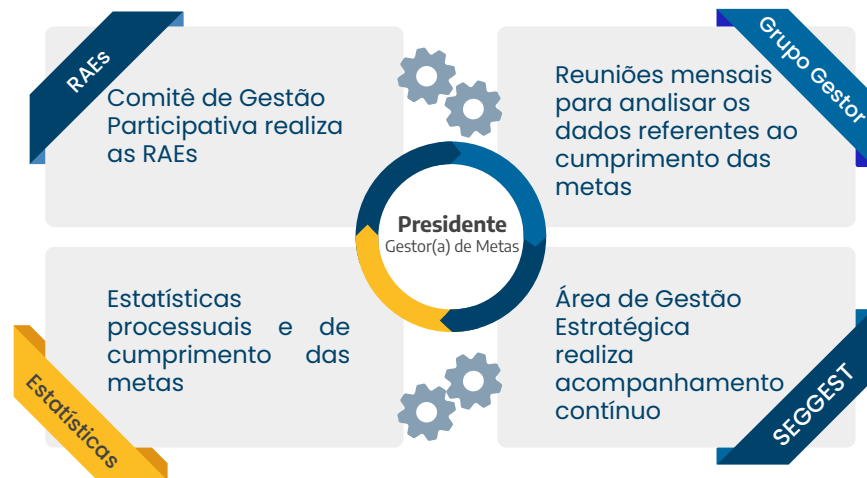 RAEs
Comitê de Gestão
Participativa realiza
as RAEs
Grupo Gestor
Reuniões mensais
para analisar os
dados referentes ao
cumprimento das
metas
Presidente
Gestor(a) de Metas
Estatísticas
Estatísticas
processuais e de
cumprimento das
metas
SEGGEST
Área de Gestão
Estratégica
realiza
acompanhamento
contínuo